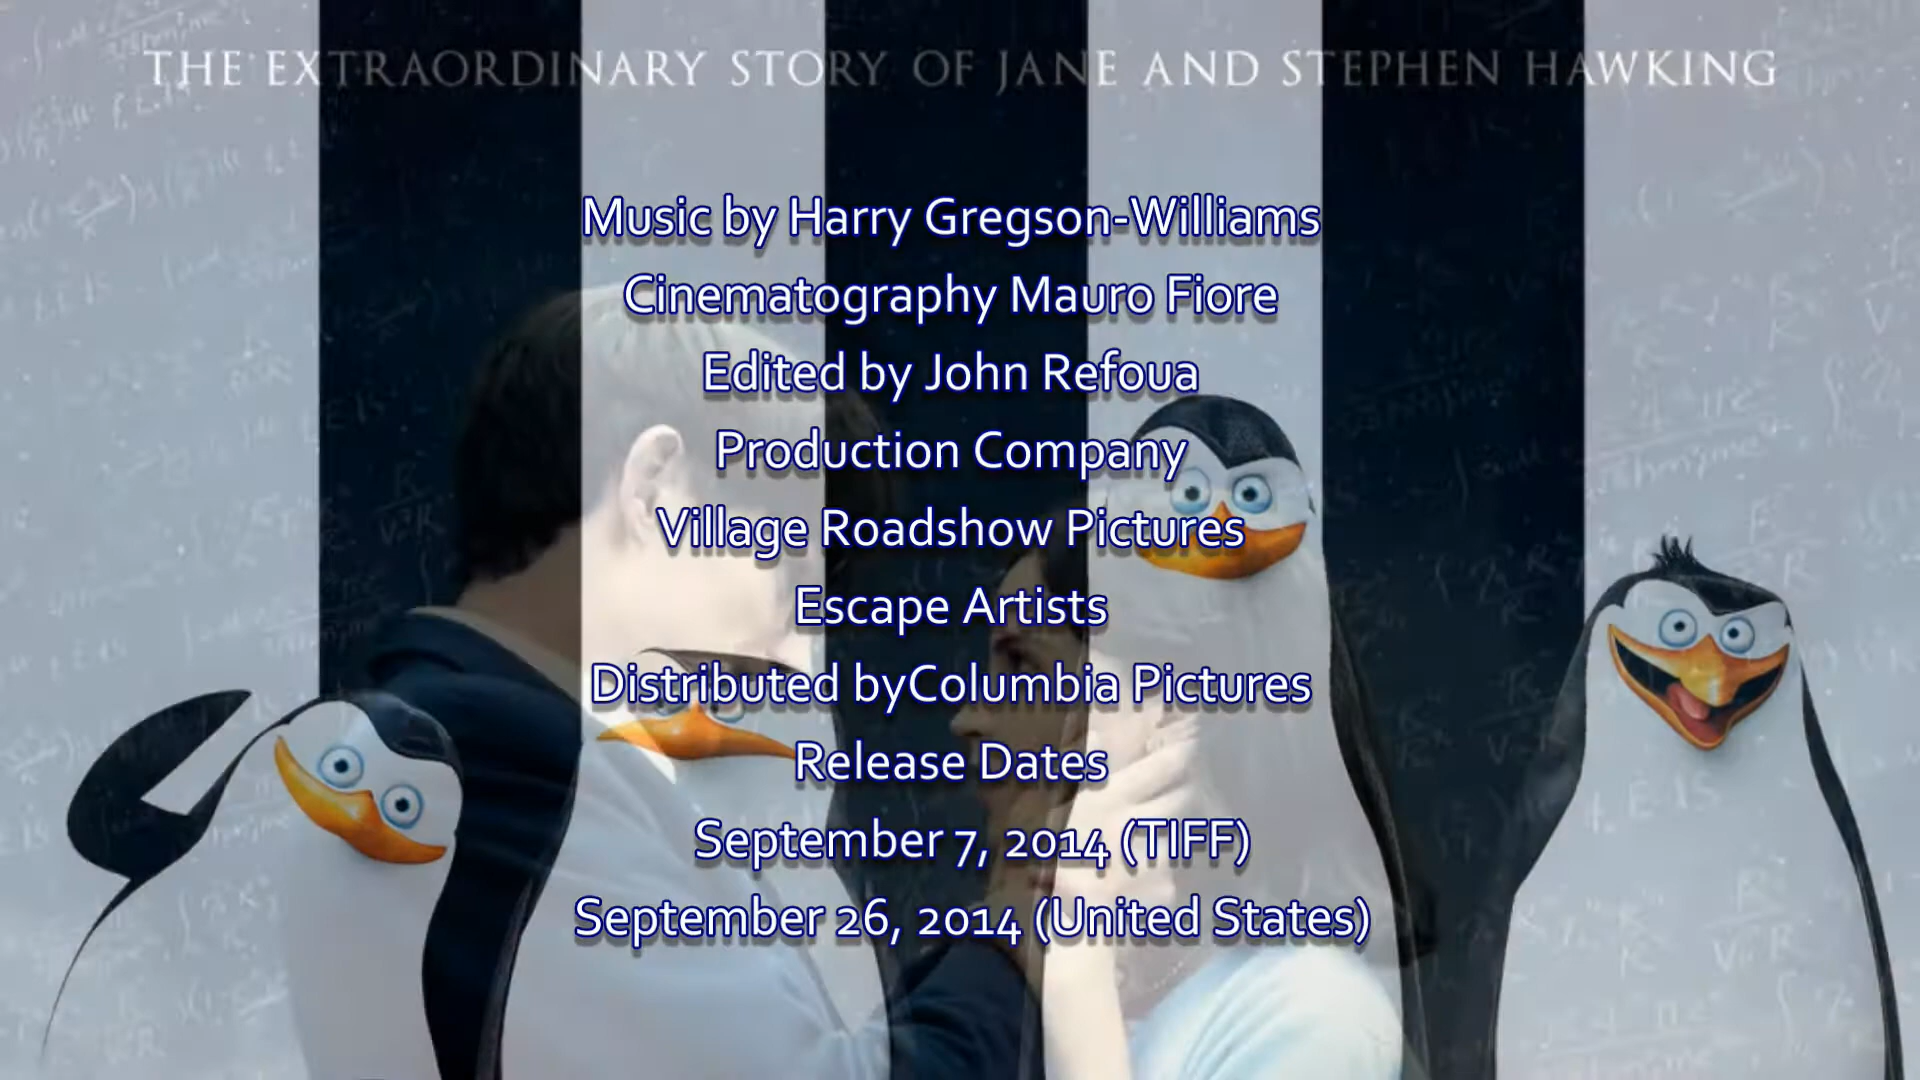 THE EXTRAORDINARY STORY OF JANE AND STEPHEN HAWKING
Music by Harry Gregson-Williams
Cinematography Mauro Fiore
Edited by John Refoua
Production Company
Village Roadshow Pictures
Escape Artists
Distributed byColumbia Pictures
Release Dates
September 7, 2014 (TIFF)
September 26, 2014 (United States)